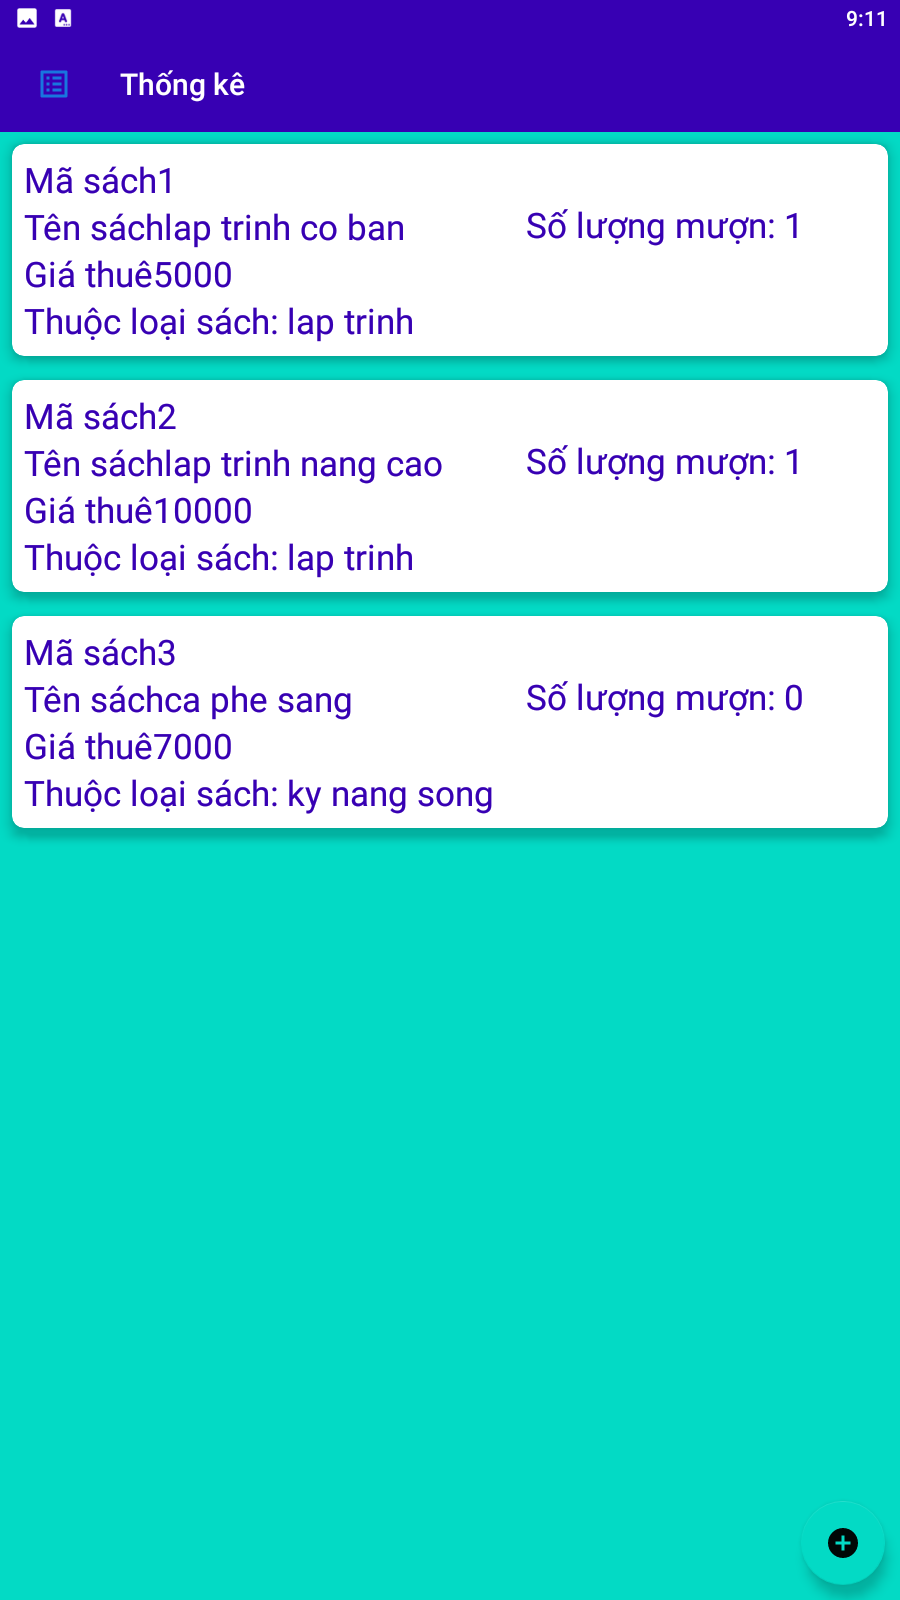 9:11
Thống kê
Mã sách1
Tên sáchlap trinh co ban
Số lượng mượn: 1
Giá thuê5000
Thuộc loại sách: lap trinh
Mã sách2
Tên sáchlap trinh nang cao
Số lượng mượn: 1
Giá thuê10000
Thuộc loại sách: lap trinh
Mã sách3
Tên sáchca phe sang
Số lượng mượn: 0
Giá thuê7000
Thuộc loại sách: ky nang song